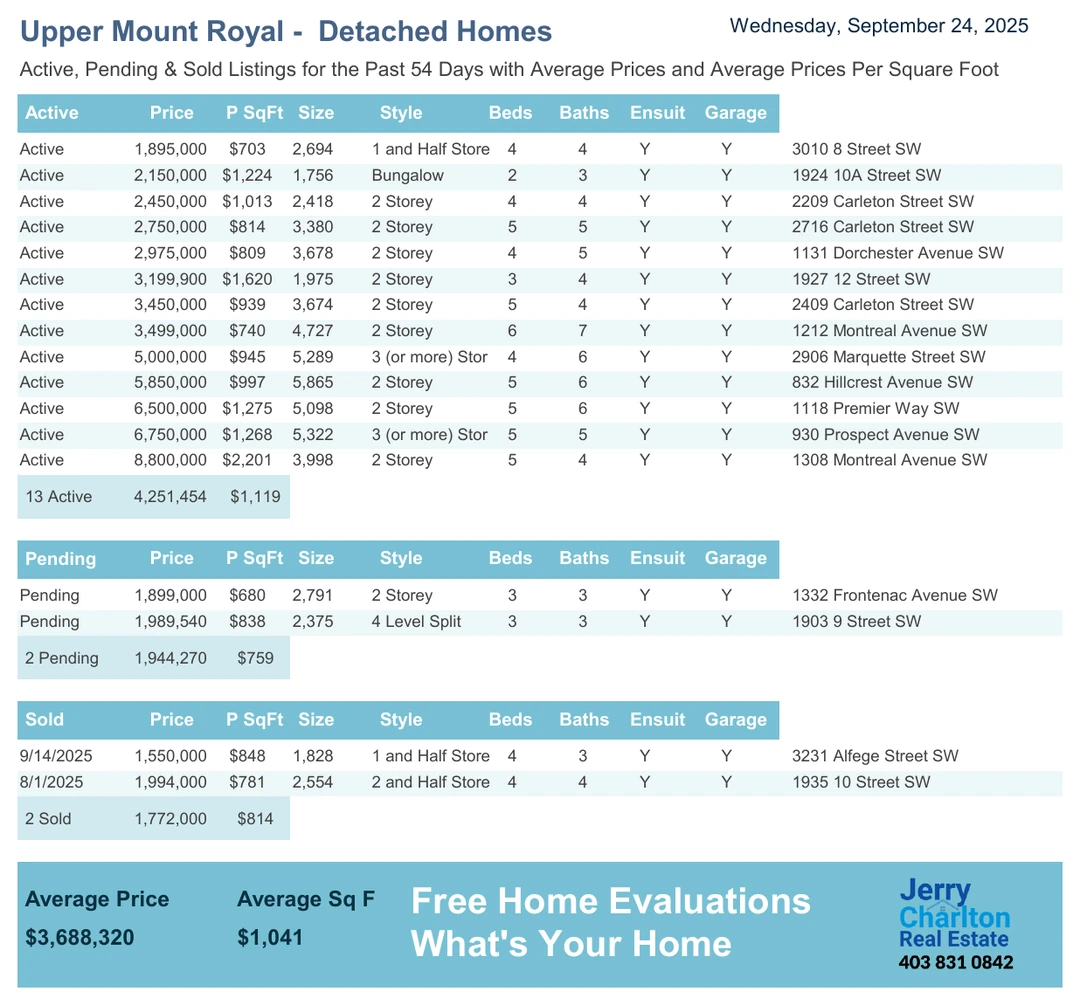 Upper Mount Royal -  Detached Homes
Wednesday, September 24, 2025
Active, Pending & Sold Listings for the Past 54 Days with Average Prices and Average Prices Per Square Foot
Active Price P SqFt Size Style Beds Baths Ensuit Garage
Active 1,895,000 $703 2,694 1 and Half Store 4 4 Y Y 3010 8 Street SW
Active 2,150,000 $1,224 1,756 Bungalow 2 3 Y Y 1924 10A Street SW
Active 2,450,000 $1,013 2,418 2 Storey 4 4 Y Y 2209 Carleton Street SW
Active 2,750,000 $814 3,380 2 Storey 5 5 Y Y 2716 Carleton Street SW
Active 2,975,000 $809 3,678 2 Storey 4 5 Y Y 1131 Dorchester Avenue SW
Active 3,199,900 $1,620 1,975 2 Storey 3 4 Y Y 1927 12 Street SW
Active 3,450,000 $939 3,674 2 Storey 5 4 Y Y 2409 Carleton Street SW
Active 3,499,000 $740 4,727 2 Storey 6 7 Y Y 1212 Montreal Avenue SW
Active 5,000,000 $945 5,289 3 (or more) Stor 4 6 Y Y 2906 Marquette Street SW
Active 5,850,000 $997 5,865 2 Storey 5 6 Y Y 832 Hillcrest Avenue SW
Active 6,500,000 $1,275 5,098 2 Storey 5 6 Y Y 1118 Premier Way SW
Active 6,750,000 $1,268 5,322 3 (or more) Stor 5 5 Y Y 930 Prospect Avenue SW
Active 8,800,000 $2,201 3,998 2 Storey 5 4 Y Y 1308 Montreal Avenue SW
13 Active 4,251,454 $1,119
Pending Price P SqFt Size Style Beds Baths Ensuit Garage
Pending 1,899,000 $680 2,791 2 Storey 3 3 Y Y 1332 Frontenac Avenue SW
Pending 1,989,540 $838 2,375 4 Level Split 3 3 Y Y 1903 9 Street SW
2 Pending 1,944,270 $759
Sold Price P SqFt Size Style Beds Baths Ensuit Garage
9/14/2025 1,550,000 $848 1,828 1 and Half Store 4 3 Y Y 3231 Alfege Street SW
8/1/2025 1,994,000 $781 2,554 2 and Half Store 4 4 Y Y 1935 10 Street SW
2 Sold 1,772,000 $814
Average Price Average Sq F
$3,688,320 $1,041
Free Home Evaluations
What's Your Home
Jerry
Charlton
Real Estate
403 831 0842